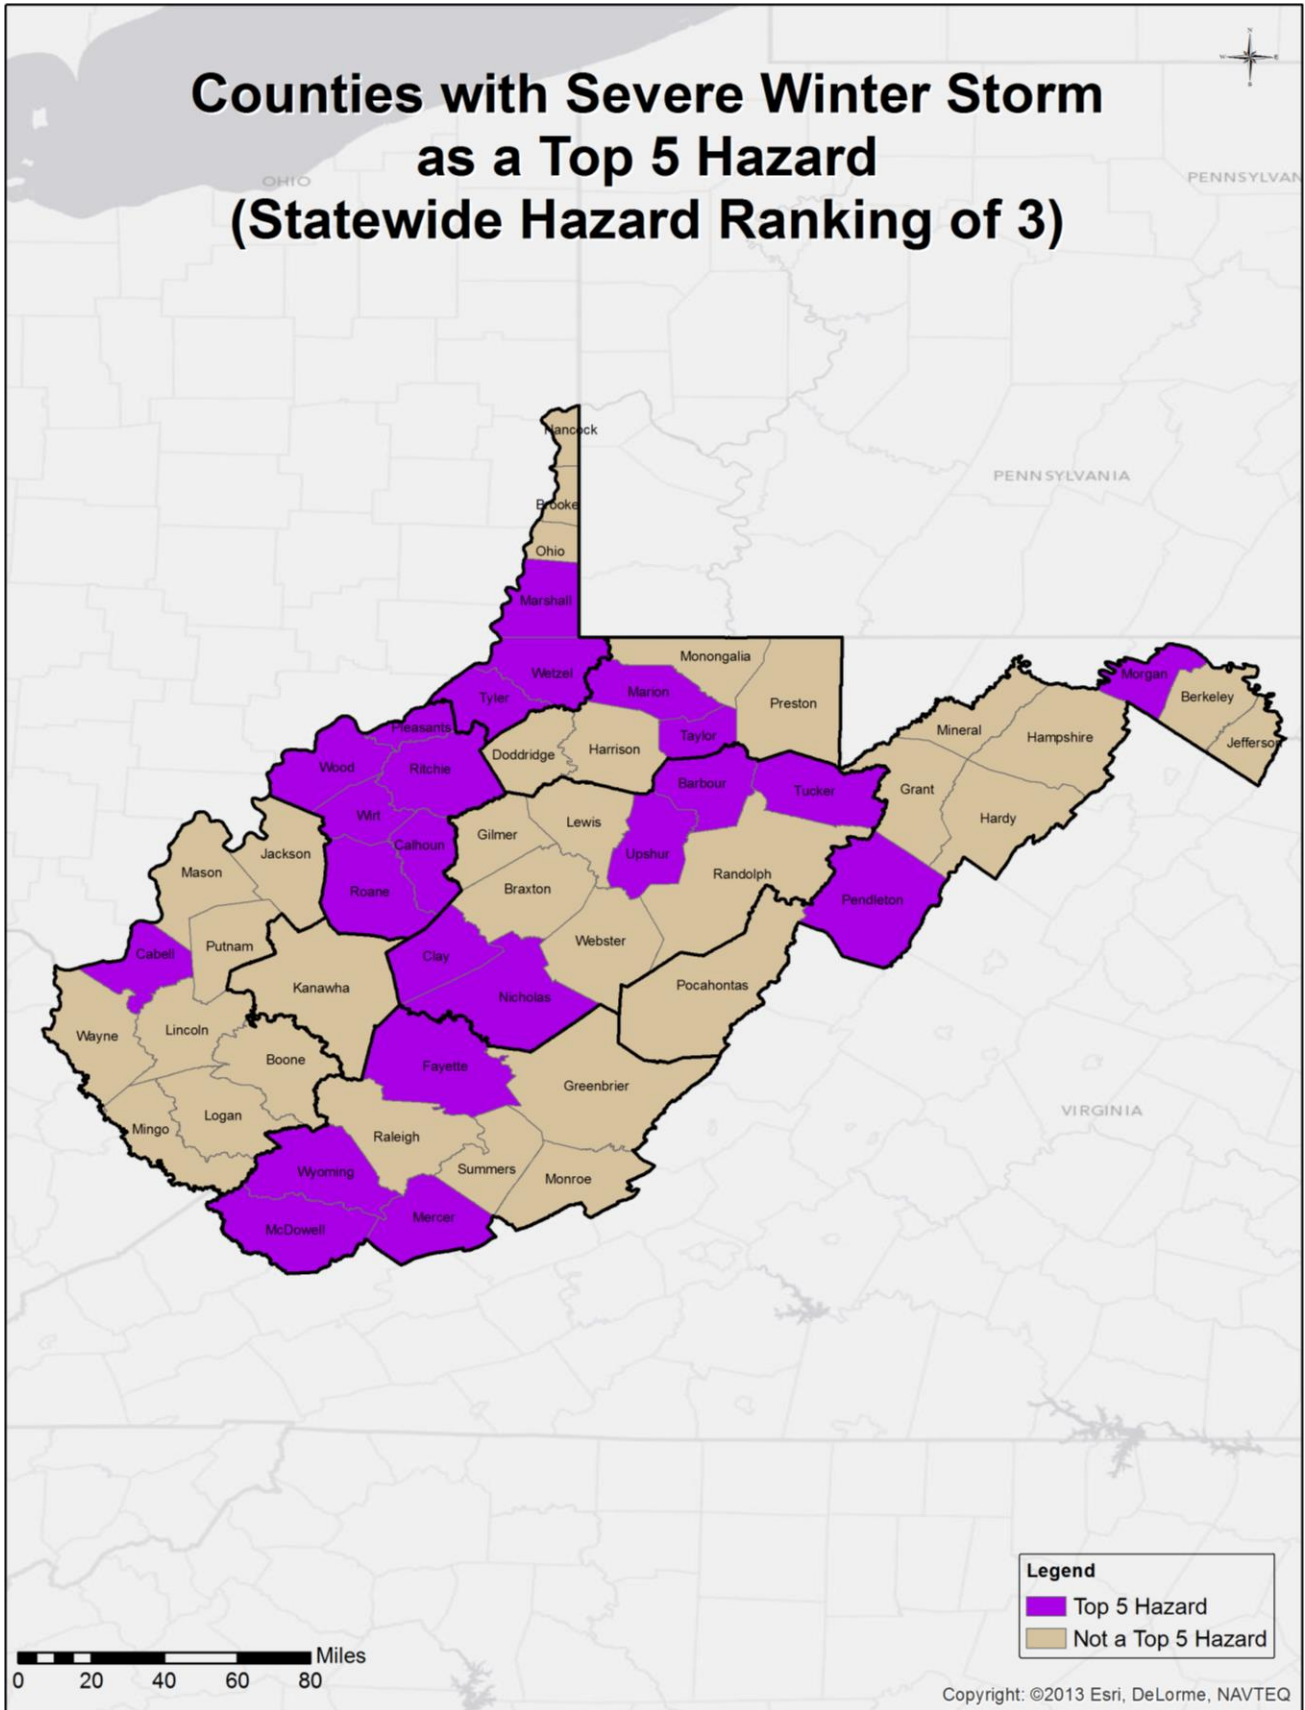 Counties with Severe Winter Storm
as a Top 5 Hazard
(Statewide Hazard Ranking of 3)
N
W E
S
OHIO
PENNSYLVAN
Hancock
PENNSYLVANIA
Brooke
Ohio
Marshall
Monongalia
Wetzel
Morgan
Marion
Berkeley
Tyler
Preston
Pleasants
Taylor
Mineral
Hampshire
Jefferson
Harrison
Doddridge
Wood
Ritchie
Barbour
Tucker
Grant
Wirt
Hardy
Lewis
Gilmer
Calhoun
Jackson
Upshur
Mason
Randolph
Braxton
Roane
Pendleton
Webster
Putnam
Cabell
Clay
Pocahontas
Kanawha
Nicholas
Lincoln
Wayne
Boone
Fayette
Greenbrier
VIRGINIA
Logan
Mingo
Raleigh
Summers
Wyoming
Monroe
Mercer
McDowell
Legend
Top 5 Hazard
Not a Top 5 Hazard
Miles
0 20 40 60 80
Copyright: ©2013 Esri, DeLorme, NAVTEQ